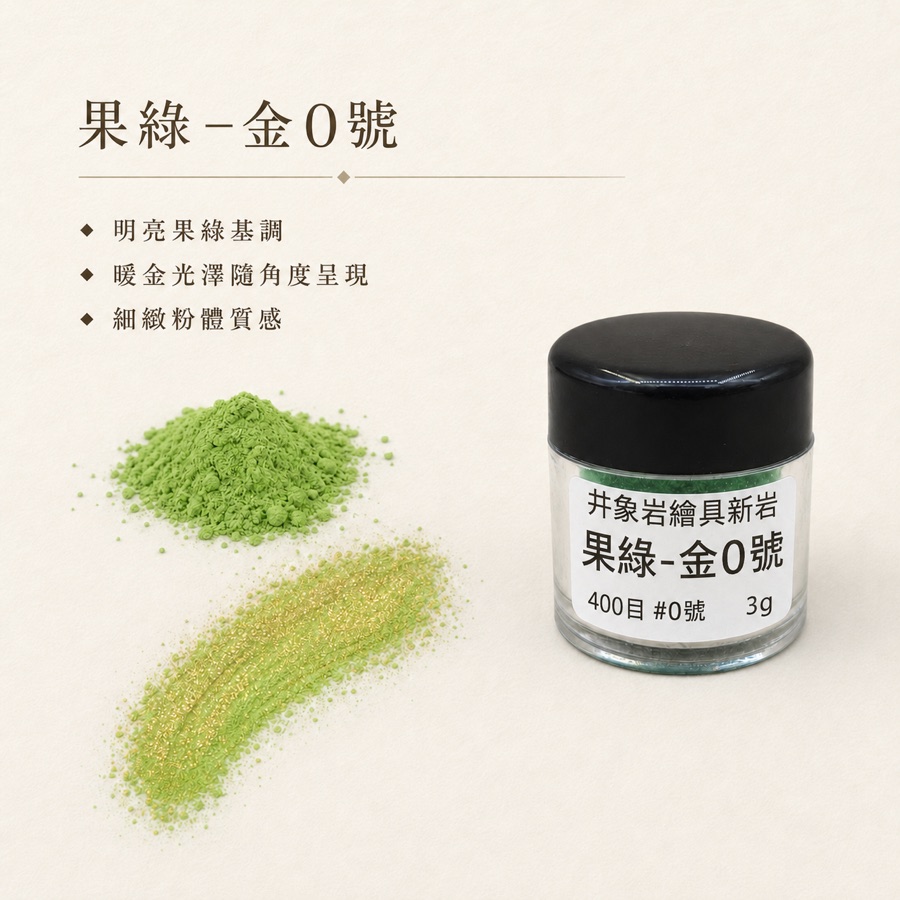 果綠-金0號
明亮果綠基調
暖金光澤隨角度呈現
細緻粉體質感
井象岩繪具新岩
果綠-金0號
400目 #0號 3g